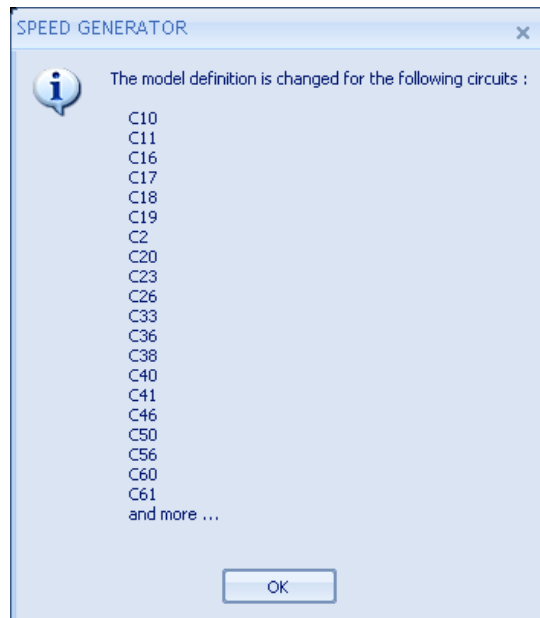 SPEED GENERATOR
The model definition is changed for the following circuits :
C10
C11
C16
C17
C18
C19
C2
C20
C23
C26
C33
C36
C38
C40
C41
C46
C50
C56
C60
C61
and more ...
OK